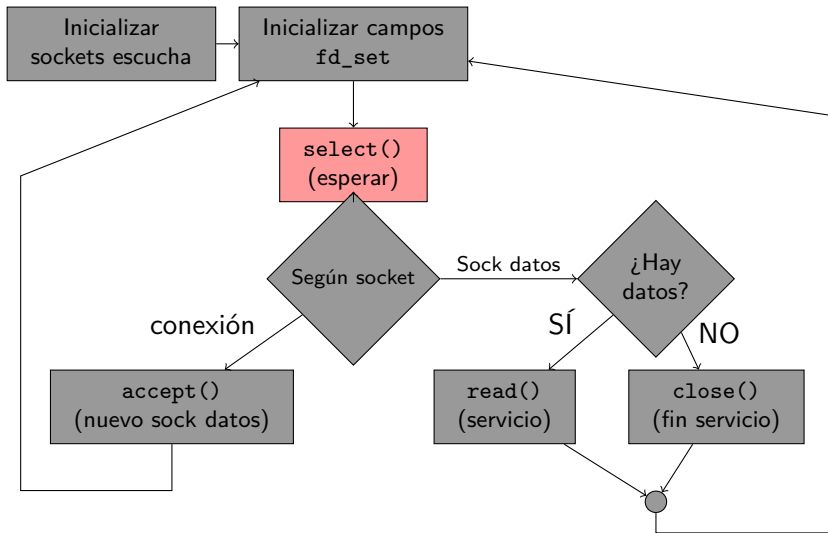 Inicializar
sockets escucha
Inicializar campos
fd_set
select()
(esperar)
Según socket
Sock datos
¿Hay
datos?
conexión
SÍ
NO
accept()
(nuevo sock datos)
read()
(servicio)
close()
(fin servicio)